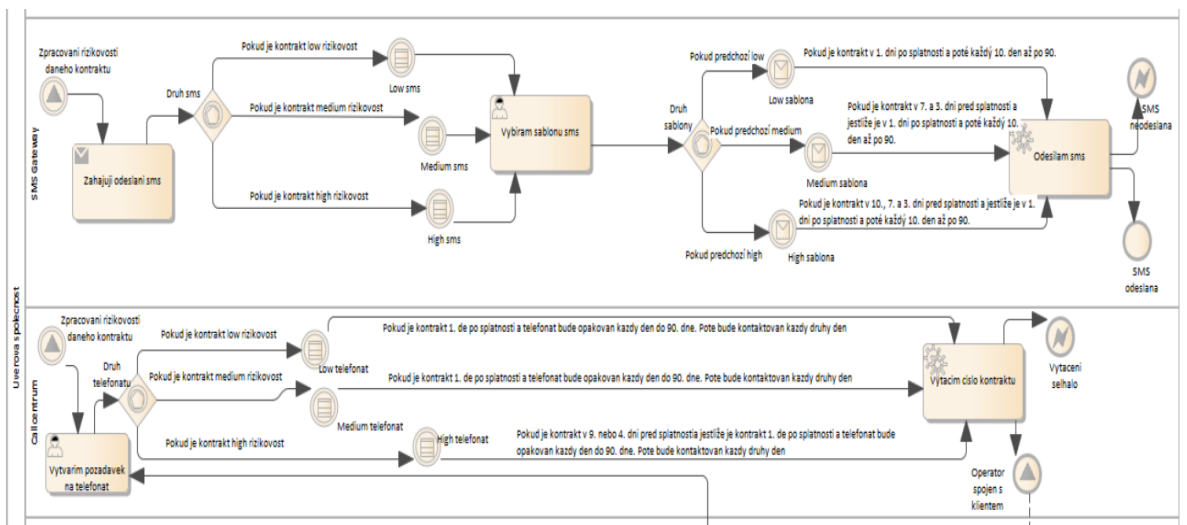 Uverova spolecnost
SMS Gateway
Zpracovani rizikovosti
daneho kontraktu
Zahajuji odeslani sms
Druh sms
Pokud je kontrakt low rizikovost
Low sms
Pokud je kontrakt medium rizikovost
Medium sms
Pokud je kontrakt high rizikovost
High sms
Vybiram sablonu sms
Druh
sablony
Pokud predchozí low
Low sablona
Pokud predchozí medium
Medium sablona
Pokud predchozí high
High sablona
Pokud je kontrakt v 1. dni po splatnosti a poté každý 10. den až po 90.
Pokud je kontrakt v 7. a 3. dni pred splatnosti a
jestliže je v 1. dni po splatnosti a poté každý 10.
den až po 90.
Pokud je kontrakt v 10., 7. a 3. dni pred splatnosti a jestliže je v 1.
dni po splatnosti a poté každý 10. den až po 90.
Odesilam sms
SMS
neodeslana
SMS
odeslana
Call centrum
Zpracovani rizikovosti
daneho kontraktu
Vytvarim pozadavek
na telefonat
Druh
telefonatu
Pokud je kontrakt low rizikovost
Low telefonat
Pokud je kontrakt medium rizikovost
Medium telefonat
Pokud je kontrakt high rizikovost
High telefonat
Pokud je kontrakt 1. de po splatnosti a telefonat bude opakovan kazdy den do 90. dne. Pote bude kontaktovan kazdy druhy den
Pokud je kontrakt 1. de po splatnosti a telefonat bude opakovan kazdy den do 90. dne. Pote bude kontaktovan kazdy druhy den
Pokud je kontrakt v 9. nebo 4. dni pred splatnostia jestliže je kontrakt 1. de po splatnosti a telefonat bude
opakovan kazdy den do 90. dne. Pote bude kontaktovan kazdy druhy den
Vytacim cislo kontraktu
Vytaceni
selhalo
Operator
spojen s
klientem